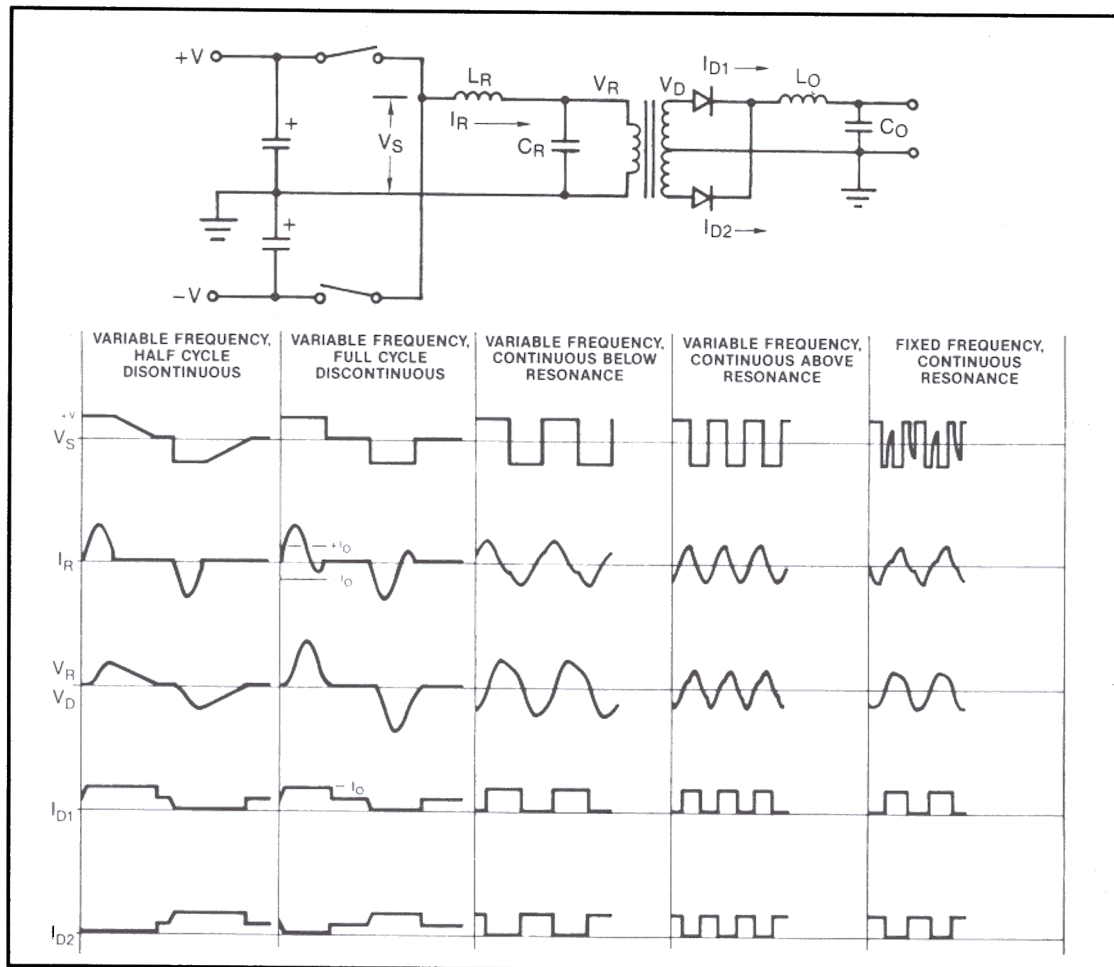 +V
LR
IR
VS
CR
VR
VD
ID1
LO
CO
ID2
+
+
−V
VARIABLE FREQUENCY,
HALF CYCLE
DISONTINUOUS
VARIABLE FREQUENCY,
FULL CYCLE
DISCONTINUOUS
VARIABLE FREQUENCY,
CONTINUOUS BELOW
RESONANCE
VARIABLE FREQUENCY,
CONTINUOUS ABOVE
RESONANCE
FIXED FREQUENCY,
CONTINUOUS
RESONANCE
+V
VS
IR
+IO
−IO
VR
VD
ID1
−IO
ID2